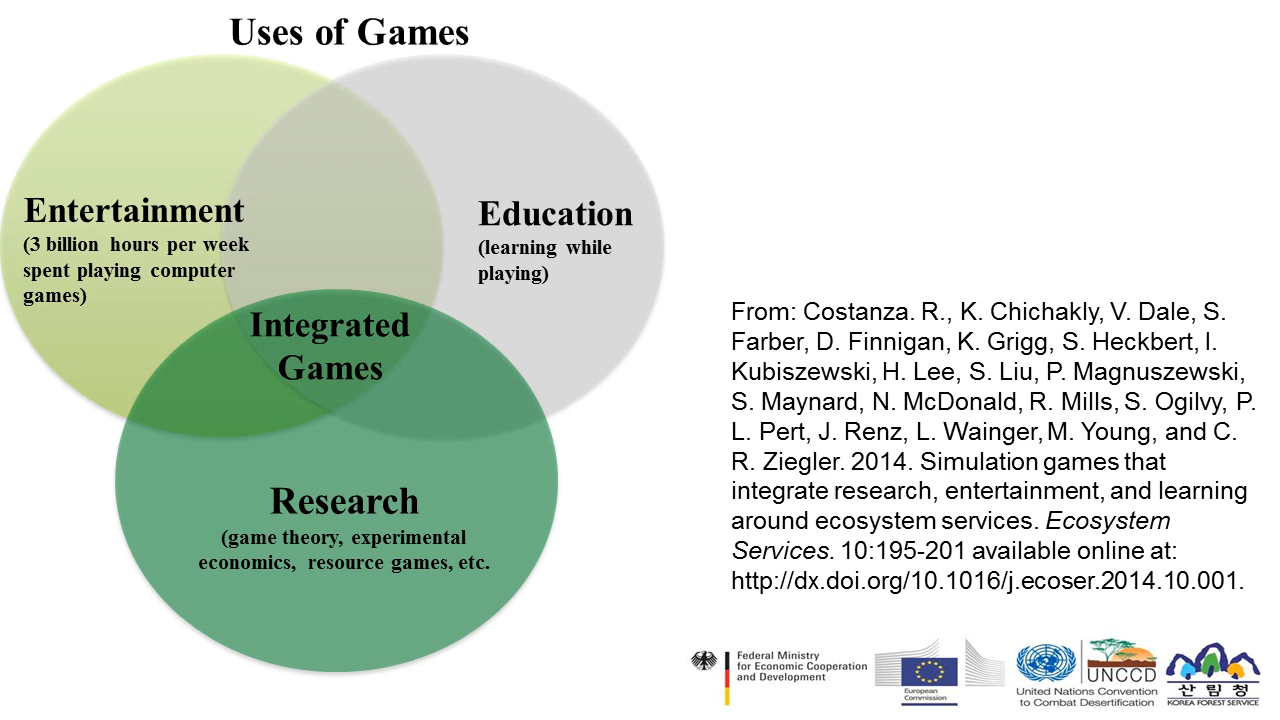 Uses of Games
Entertainment
(3 billion hours per week
spent playing computer
games)
Education
(learning while
playing)
Integrated
Games
Research
(game theory, experimental
economics, resource games, etc.
From: Costanza. R., K. Chichakly, V. Dale, S.
Farber, D. Finnigan, K. Grigg, S. Heckbert, I.
Kubiszewski, H. Lee, S. Liu, P. Magnuszewski,
S. Maynard, N. McDonald, R. Mills, S. Ogilvy, P.
L. Pert, J. Renz, L. Wainger, M. Young, and C.
R. Ziegler. 2014. Simulation games that
integrate research, entertainment, and learning
around ecosystem services. Ecosystem
Services. 10:195-201 available online at:
http://dx.doi.org/10.1016/j.ecoser.2014.10.001.
Federal Ministry
for Economic Cooperation
and Development
European
Commission
UNCCD
United Nations Convention
to Combat Desertification
산림청
KOREA FOREST SERVICE